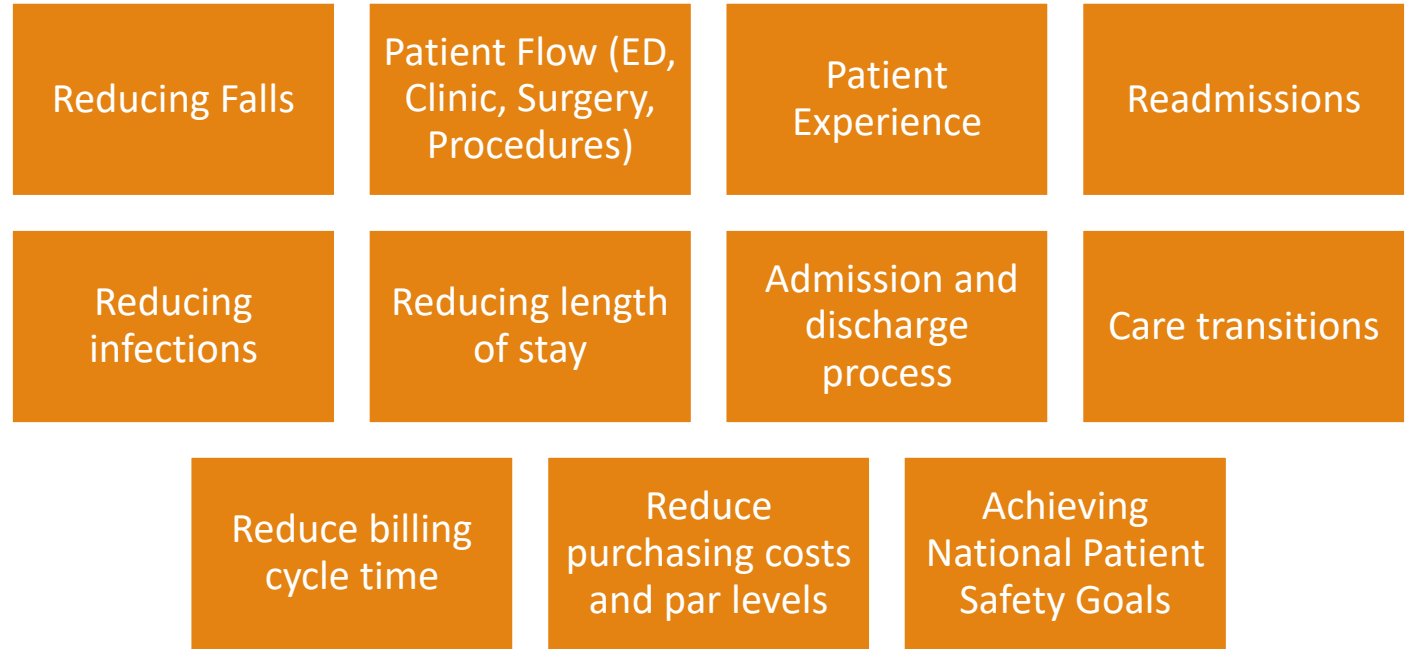 Reducing Falls
Patient Flow (ED,
Clinic, Surgery,
Procedures)
Patient
Experience
Readmissions
Reducing
infections
Reducing length
of stay
Admission and
discharge
process
Care transitions
Reduce billing
cycle time
Reduce
purchasing costs
and par levels
Achieving
National Patient
Safety Goals